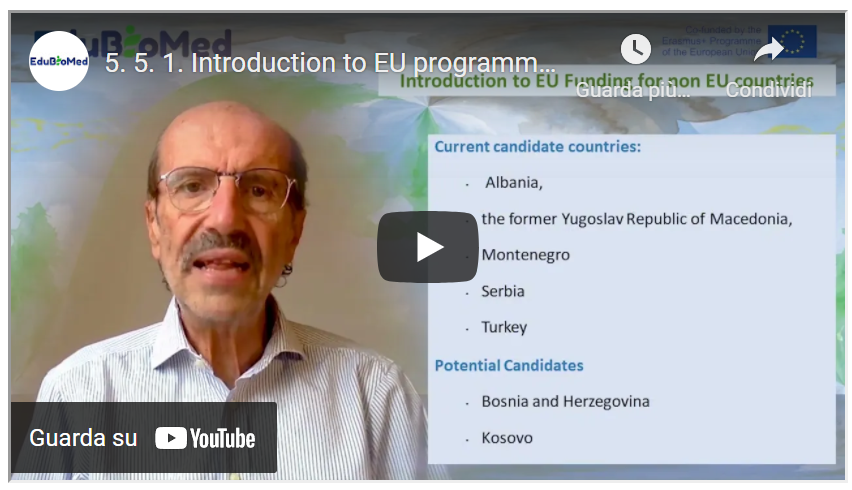 EduBioMed
EduBioMed
5. 5. 1. Introduction to EU programm...
Co-funded by the
Erasmus+ Programme
of the European Union
Introduction to EU Funding for non EU countries
Guarda più...
Condividi
Current candidate countries:
- Albania,
- the former Yugoslav Republic of Macedonia,
- Montenegro
- Serbia
- Turkey
Potential Candidates
- Bosnia and Herzegovina
- Kosovo
Guarda su YouTube